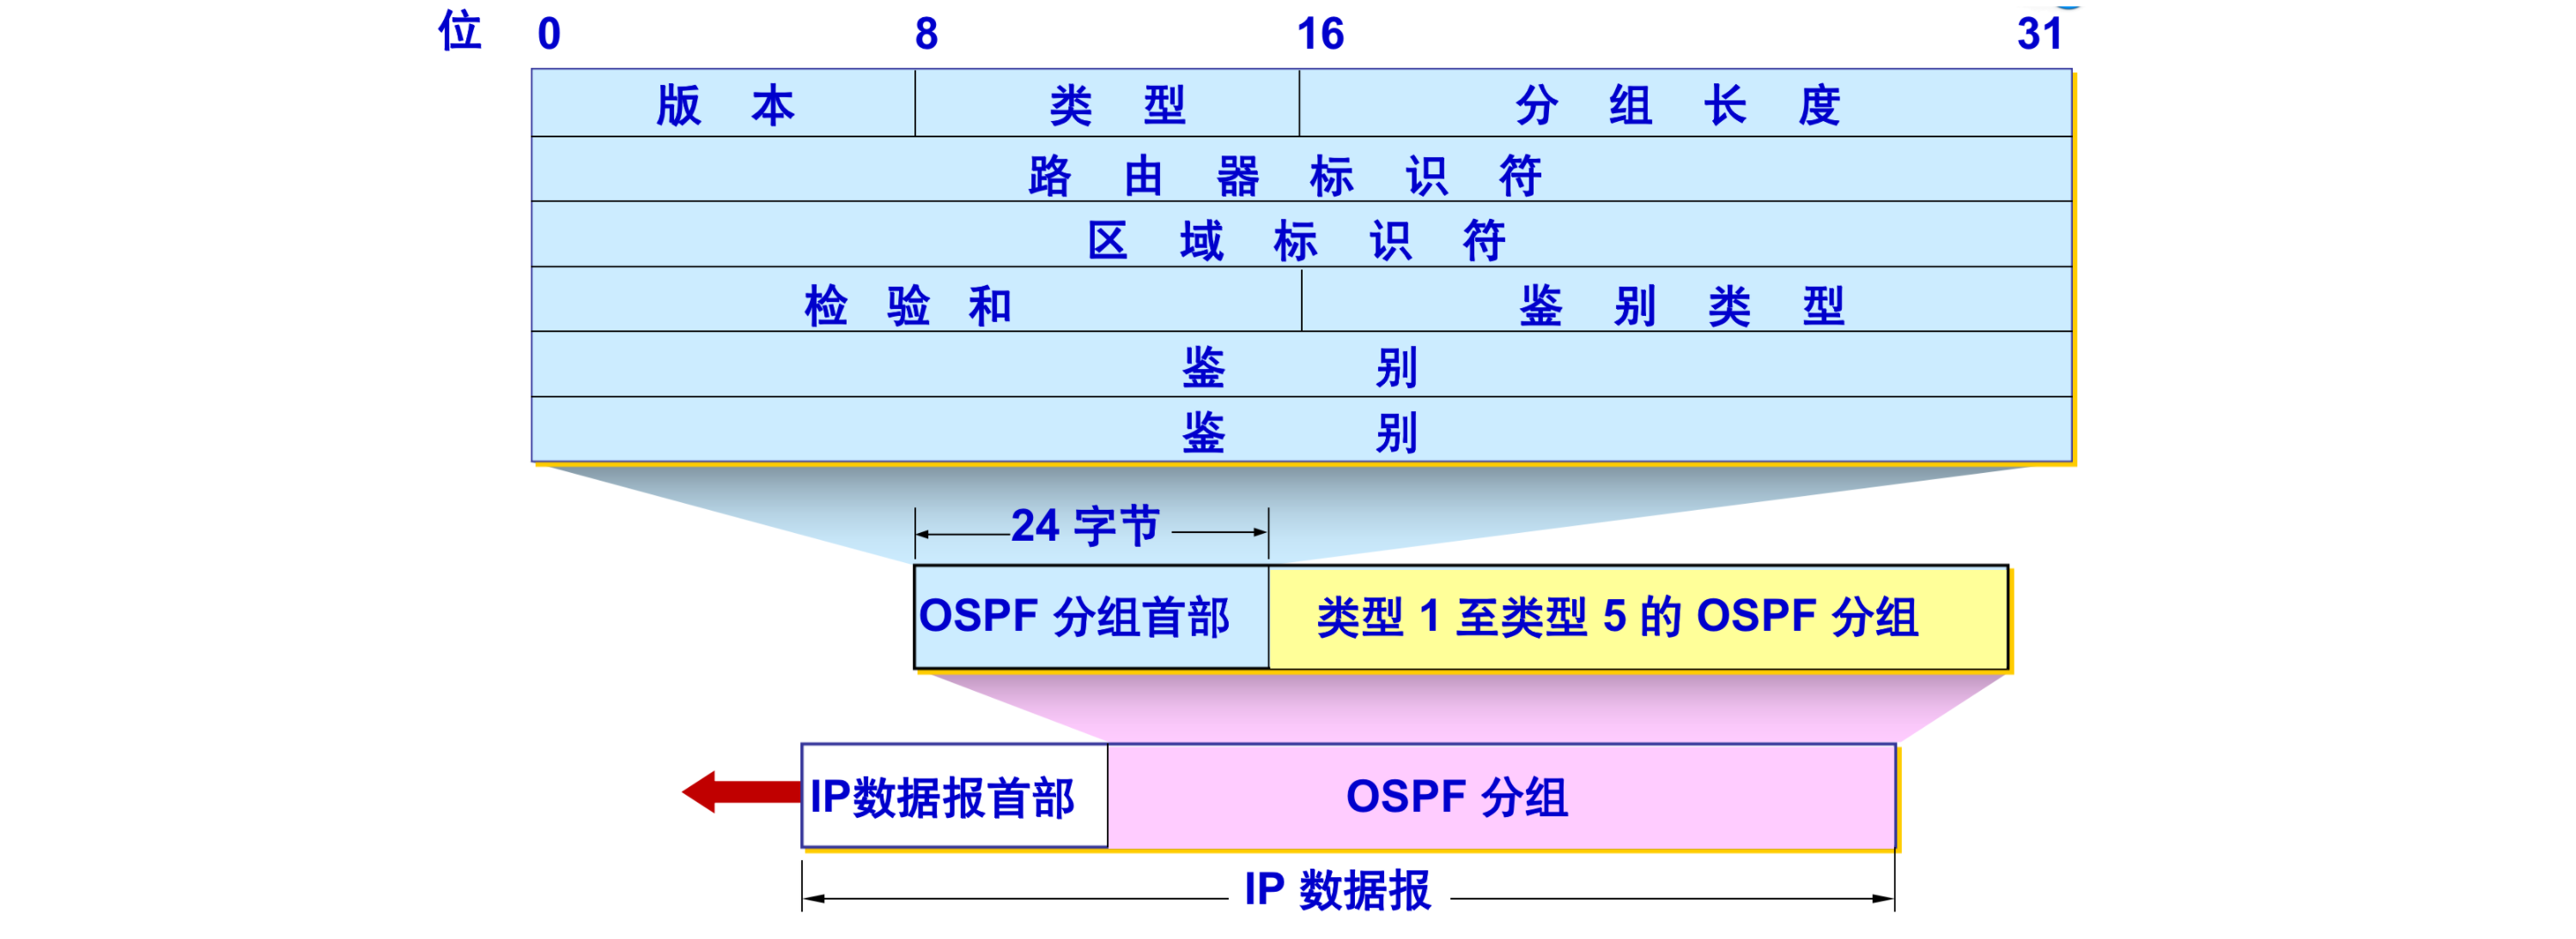 位 0 8 16 31
版 本 类 型 分 组 长 度
路 由 器 标 识 符
区 域 标 识 符
检 验 和 鉴 别 类 型
鉴 别
鉴 别
24 字节
OSPF 分组首部 类型 1 至类型 5 的 OSPF 分组
IP数据报首部 OSPF 分组
IP 数据报